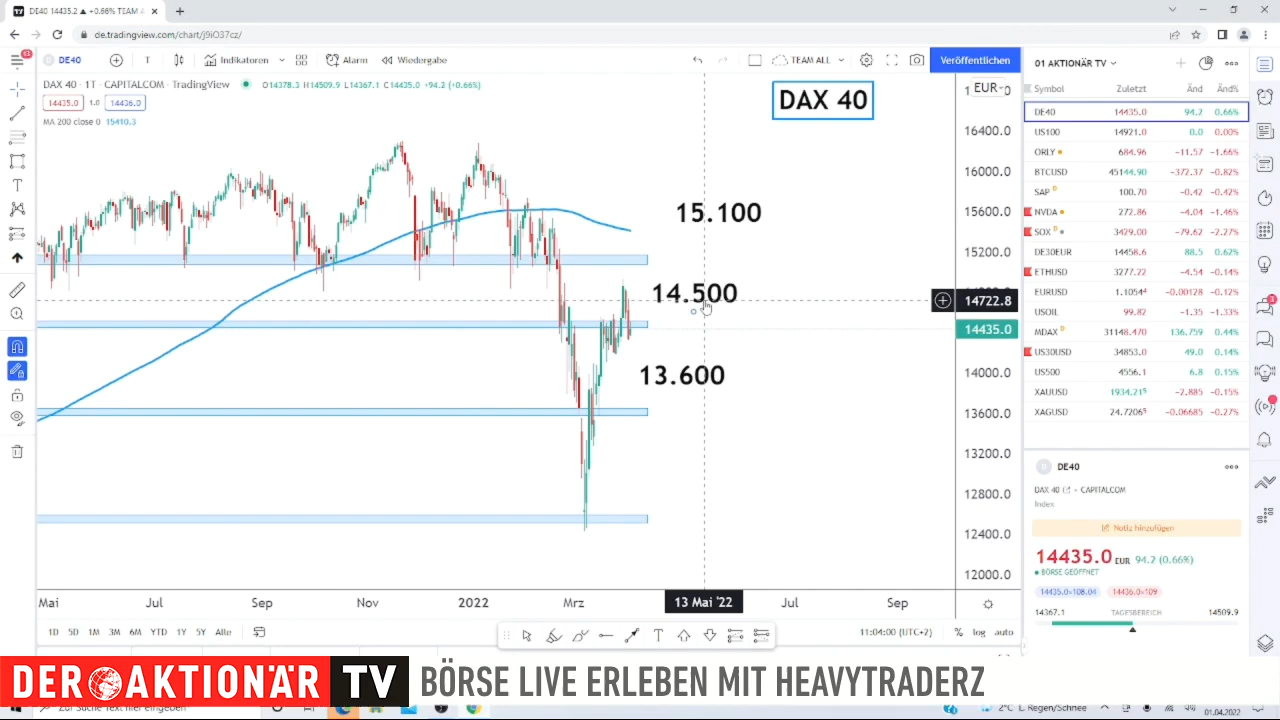 DE40 14435.2 ▲ +0.66% TEAM A
de.tradingview.com/chart/j9iO37cz/
DE40
T
Indikatoren
Alarm
Wiedergabe
TEAM ALL
Veröffentlichen
DAX 40 · 1T · CAPITALCOM · TradingView
O14378.3 H14509.9 L14367.1 C14435.0 +94.2 (+0.66%)
14435.0 1.0 14436.0
MA 200 close 0 15410.3
DAX 40
EUR
16400.0
16000.0
15600.0
15200.0
14722.8
14435.0
14000.0
13600.0
13200.0
12800.0
12400.0
12000.0
15.100
14.500
13.600
Mai Jul Sep Nov 2022 Mrz 13 Mai '22 Jul Sep
1D 5D 1M 3M 6M YTD 1Y 5Y Alle
11:04:00 (UTC+2) % log auto
01 AKTIONÄR TV
Symbol Zuletzt Änd Änd%
DE40 14435.0 94.2 0.66%
US100 14921.0 0.0 0.00%
ORLY 684.96 -11.57 -1.66%
BTCUSD 45144.90 -372.37 -0.82%
SAP D 100.70 -0.42 -0.42%
NVDA 272.86 -4.04 -1.46%
SOX D 3429.00 -79.62 -2.27%
DE30EUR 14458.6 88.5 0.62%
ETHUSD 3277.22 -4.54 -0.14%
EURUSD 1.10544 -0.00128 -0.12%
USOIL 99.82 -1.35 -1.33%
MDAX D 31148.470 136.759 0.44%
US30USD 34853.0 49.0 0.14%
US500 4556.1 6.8 0.15%
XAUUSD 1934.215 -2.885 -0.15%
XAGUSD 24.72065 -0.06685 -0.27%
DE40
DAX 40 CAPITALCOM
Index
Notiz hinzufügen
14435.0 EUR 94.2 (0.66%)
BÖRSE GEÖFFNET
14435.0×108.04 14436.0×109
14367.1 TAGESBEREICH 14509.9
DER AKTIONÄR TV BÖRSE LIVE ERLEBEN MIT HEAVYTRADERZ
Zur Suche Text hier eingeben
2°C L.Regen/Schnee
01.04.2022